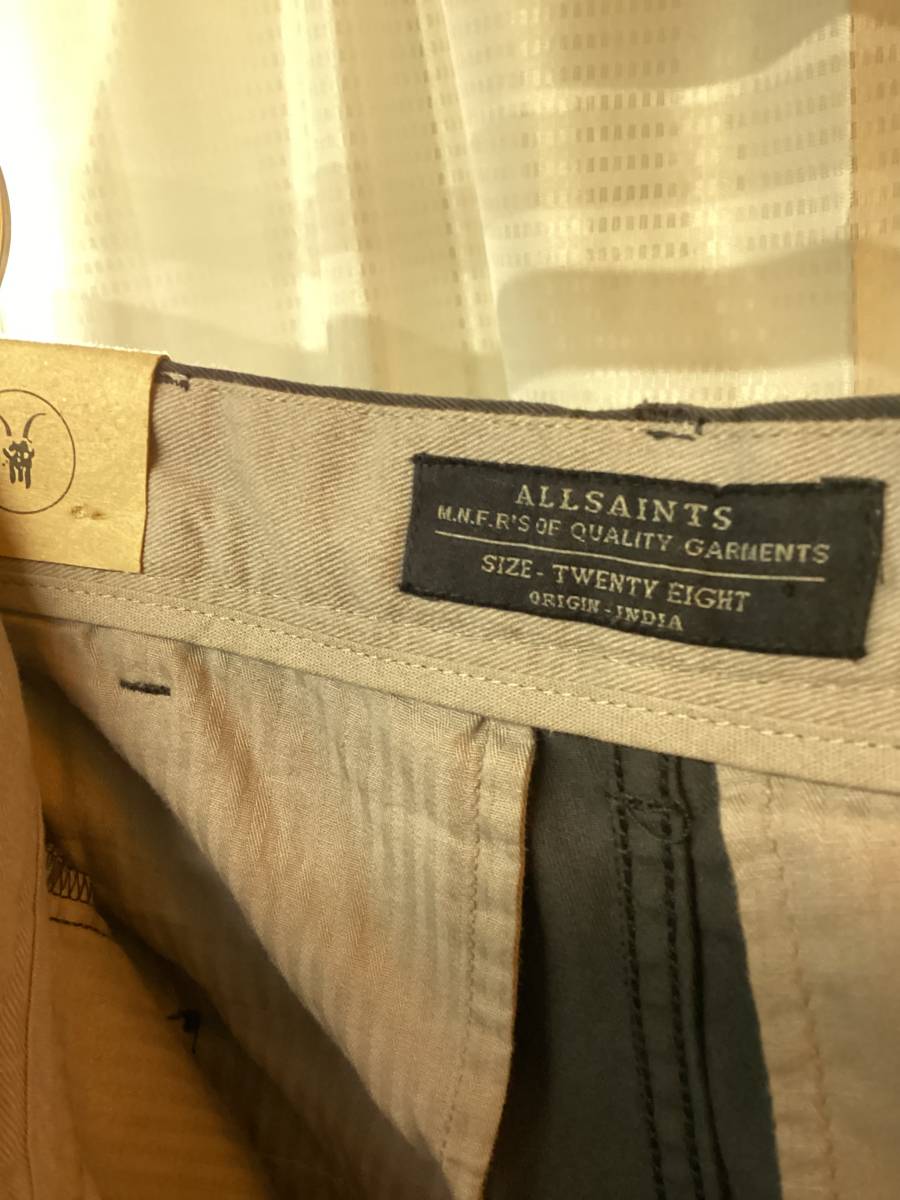 ALLSAINTS
M.N.F.R'S OF QUALITY GARMENTS
SIZE - TWENTY EIGHT
ORIGIN - INDIA